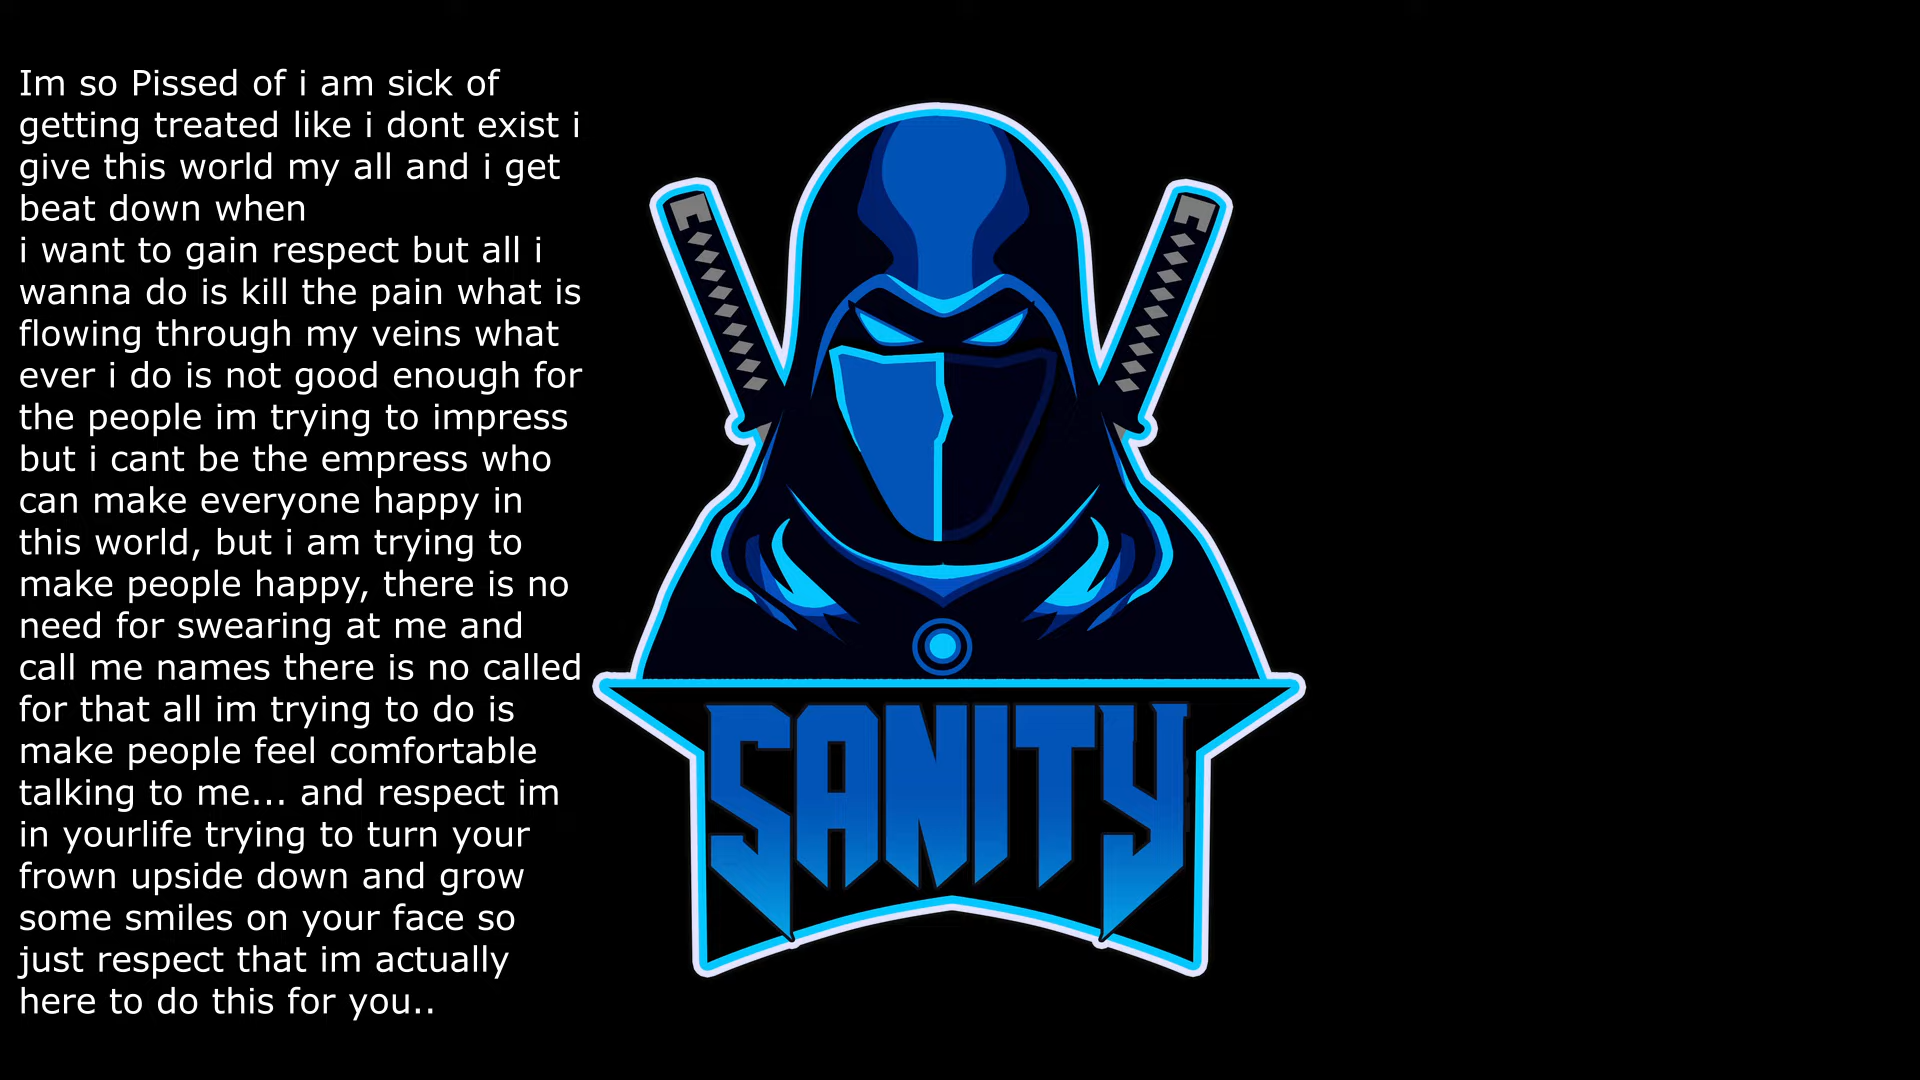 Im so Pissed of i am sick of
getting treated like i dont exist i
give this world my all and i get
beat down when
i want to gain respect but all i
wanna do is kill the pain what is
flowing through my veins what
ever i do is not good enough for
the people im trying to impress
but i cant be the empress who
can make everyone happy in
this world, but i am trying to
make people happy, there is no
need for swearing at me and
call me names there is no called
for that all im trying to do is
make people feel comfortable
talking to me... and respect im
in yourlife trying to turn your
frown upside down and grow
some smiles on your face so
just respect that im actually
here to do this for you..
SANITY